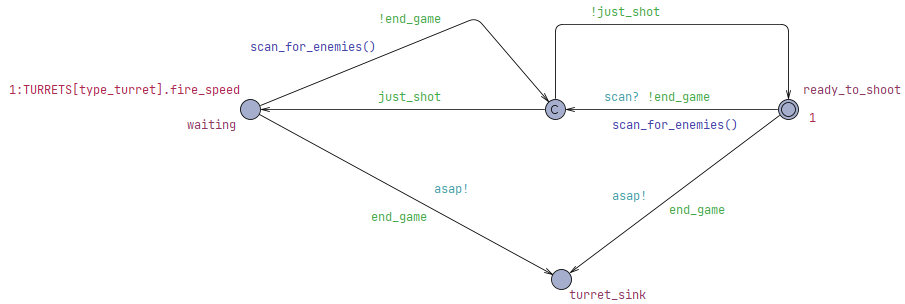 !end_game
!just_shot
scan_for_enemies()
1:TURRETS[type_turret].fire_speed
just_shot
scan? !end_game
ready_to_shoot
C
waiting
scan_for_enemies()
1
asap!
asap!
end_game
end_game
turret_sink